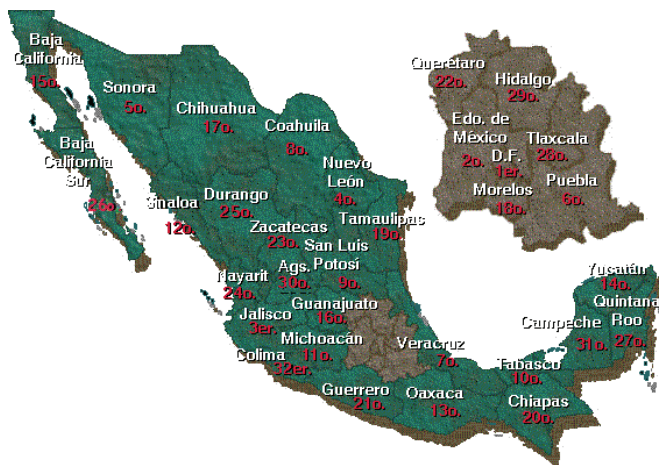 Baja
California
15o.
Sonora
5o.
Chihuahua
17o.
Coahuila
8o.
Nuevo
León
4o.
Baja
California
Sur
26o
Sinaloa
12o.
Durango
25o.
Zacatecas
23o.
San Luis
Potosí
9o.
Tamaulipas
19o.
Nayarit
24o.
Ags.
30o.
Guanajuato
16o.
Jalisco
3er.
Michoacán
11o.
Colima
32er.
Guerrero
21o.
Oaxaca
13o.
Veracruz
7o.
Tabasco
10o.
Chiapas
20o.
Campeche
31o.
Yucatán
14o.
Quintana
Roo
27o.
Querétaro
22o.
Hidalgo
29o.
Edo. de
México
2o.
D.F.
1er.
Tlaxcala
28o.
Morelos
18o.
Puebla
6o.